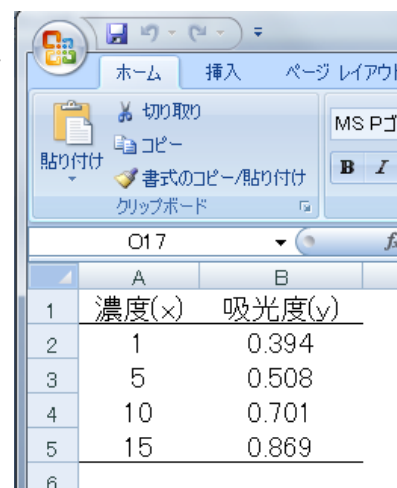 ホーム 挿入 ページ レイアウト
切り取り
コピー
書式のコピー/貼り付け
貼り付け
クリップボード
MS Pゴ
B I
O17
A B
1 濃度(x) 吸光度(y)
2 1 0.394
3 5 0.508
4 10 0.701
5 15 0.869
6